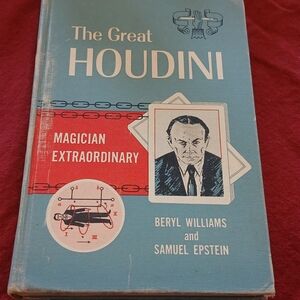 The Great
HOUDINI
MAGICIAN
EXTRAORDINARY
BERYL WILLIAMS
and
SAMUEL EPSTEIN